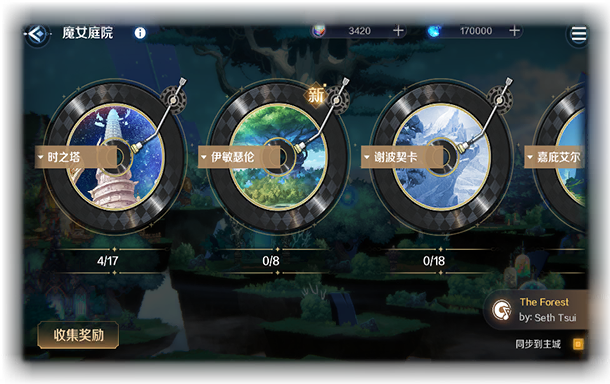 魔女庭院
3420
170000
新
时之塔
伊敏瑟伦
谢波契卡
嘉庇艾尔
4/17
0/8
0/18
The Forest
by: Seth Tsui
收集奖励
同步到主城